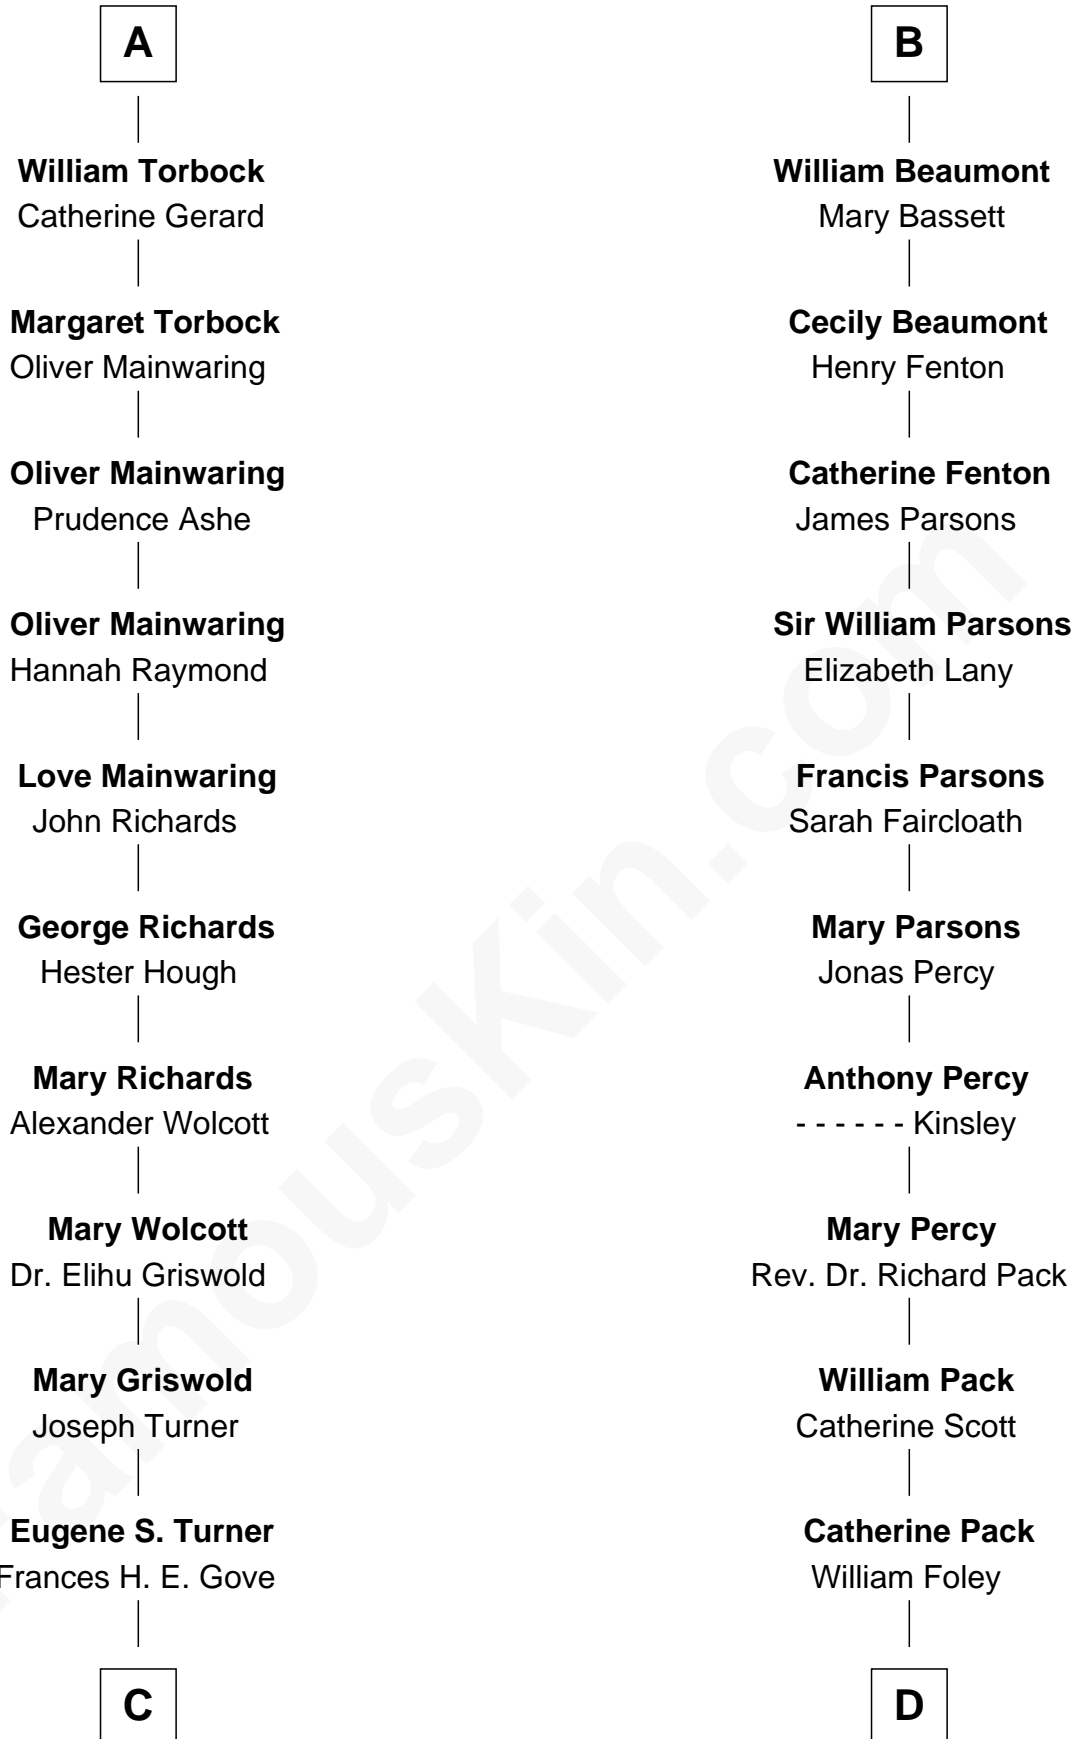 A
William Torbock
Catherine Gerard
Margaret Torbock
Oliver Mainwaring
Oliver Mainwaring
Prudence Ashe
Oliver Mainwaring
Hannah Raymond
Love Mainwaring
John Richards
George Richards
Hester Hough
Mary Richards
Alexander Wolcott
Mary Wolcott
Dr. Elihu Griswold
Mary Griswold
Joseph Turner
Eugene S. Turner
Frances H. E. Gove
C
B
William Beaumont
Mary Bassett
Cecily Beaumont
Henry Fenton
Catherine Fenton
James Parsons
Sir William Parsons
Elizabeth Lany
Francis Parsons
Sarah Faircloath
Mary Parsons
Jonas Percy
Anthony Percy
- - - - - - Kinsley
Mary Percy
Rev. Dr. Richard Pack
William Pack
Catherine Scott
Catherine Pack
William Foley
D
famouskin.com